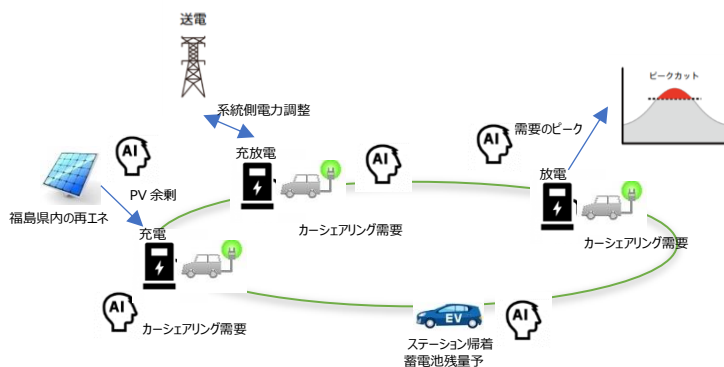 送電
系統側電力調整
ピークカット
AI
需要のピーク
AI
充放電
AI
放電
PV 余剰
福島県内の再エネ
カーシェアリング需要
カーシェアリング需要
充電
AI
カーシェアリング需要
EV
AI
ステーション帰着
蓄電池残量予